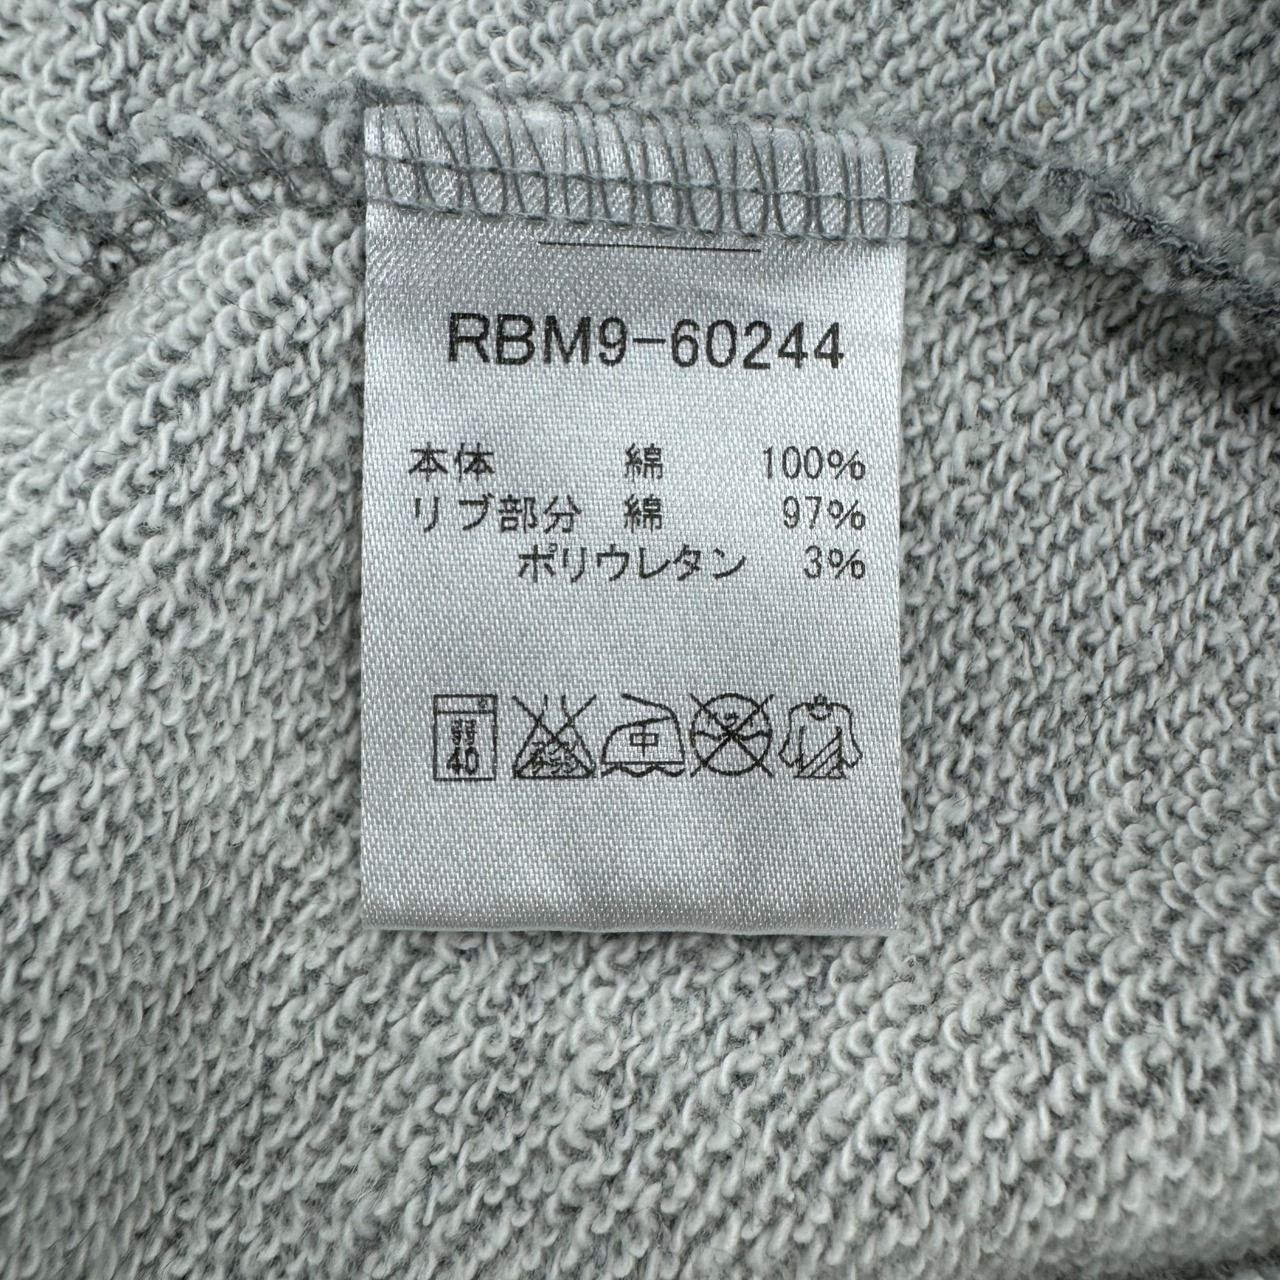 RBM9-60244
本体 綿 100%
リブ部分 綿 97%
ポリウレタン 3%
弱 40 中